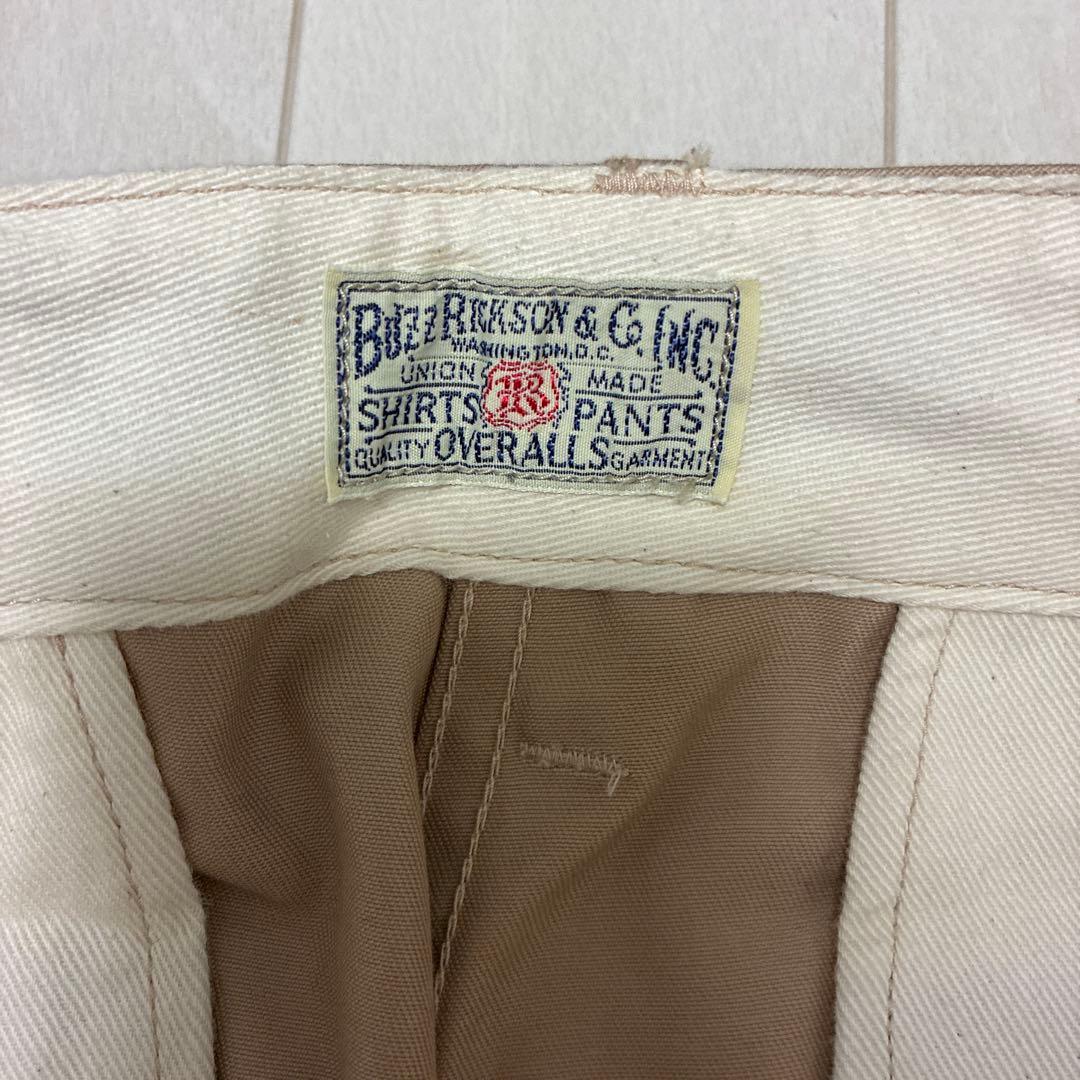 BUZZ RICKSON & CO. INC.
WASHINGTON, D.C.
UNION MADE
SHIRTS R PANTS
QUALITY OVERALLS GARMENT